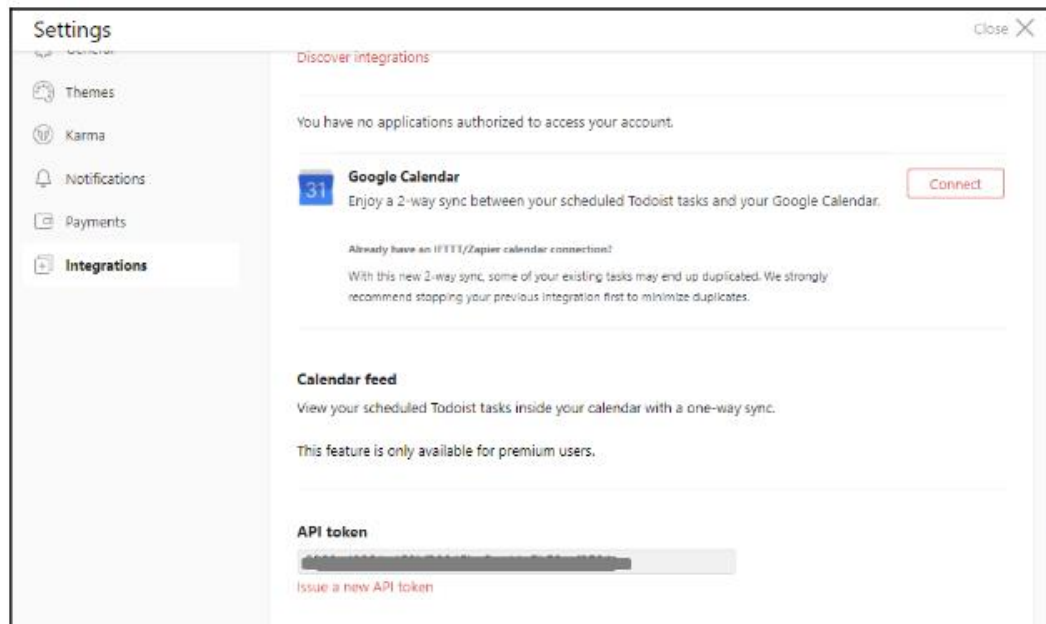 Settings
Close
General
Discover integrations
Themes
You have no applications authorized to access your account.
Karma
Google Calendar
31
Connect
Notifications
Enjoy a 2-way sync between your scheduled Todoist tasks and your Google Calendar.
Payments
Already have an IFTTT/Zapier calendar connection?
Integrations
With this new 2-way sync, some of your existing tasks may end up duplicated. We strongly
recommend stopping your previous integration first to minimize duplicates.
Calendar feed
View your scheduled Todoist tasks inside your calendar with a one-way sync.
This feature is only available for premium users.
API token
Issue a new API token